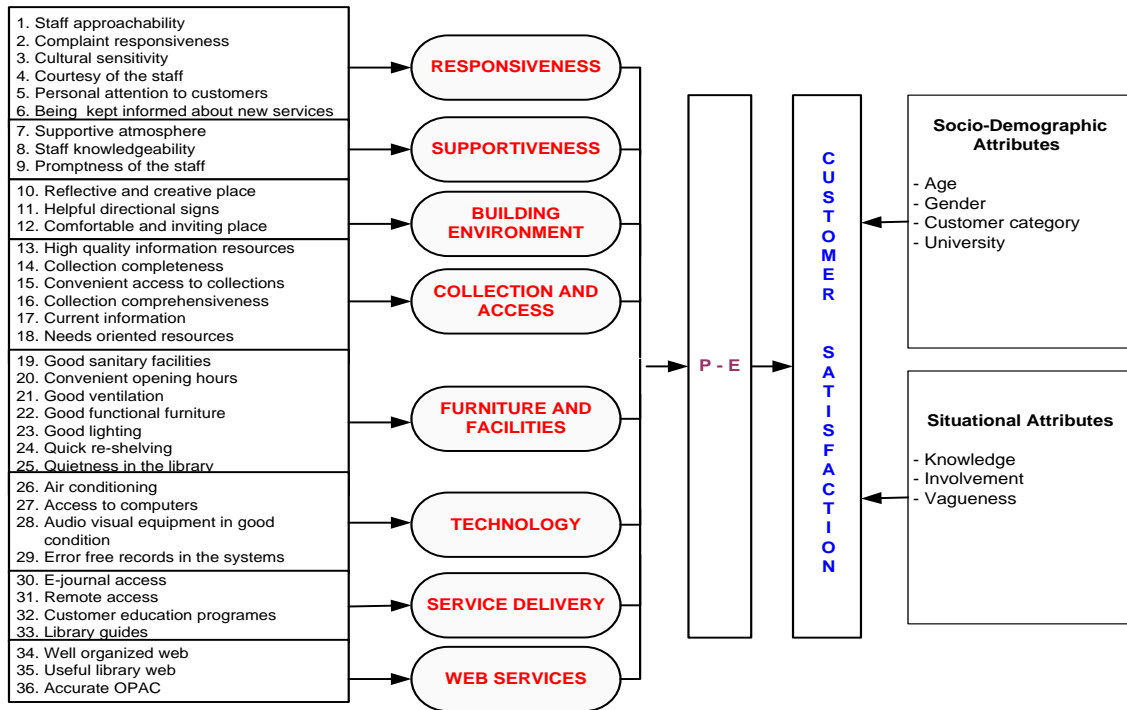 1. Staff approachability
2. Complaint responsiveness
3. Cultural sensitivity
4. Courtesy of the staff
5. Personal attention to customers
6. Being kept informed about new services
7. Supportive atmosphere
8. Staff knowledgeability
9. Promptness of the staff
10. Reflective and creative place
11. Helpful directional signs
12. Comfortable and inviting place
13. High quality information resources
14. Collection completeness
15. Convenient access to collections
16. Collection comprehensiveness
17. Current information
18. Needs oriented resources
19. Good sanitary facilities
20. Convenient opening hours
21. Good ventilation
22. Good functional furniture
23. Good lighting
24. Quick re-shelving
25. Quietness in the library
26. Air conditioning
27. Access to computers
28. Audio visual equipment in good
condition
29. Error free records in the systems
30. E-journal access
31. Remote access
32. Customer education programes
33. Library guides
34. Well organized web
35. Useful library web
36. Accurate OPAC
RESPONSIVENESS
SUPPORTIVENESS
BUILDING
ENVIRONMENT
COLLECTION AND
ACCESS
FURNITURE AND
FACILITIES
TECHNOLOGY
SERVICE DELIVERY
WEB SERVICES
P - E
CUSTOMER SATISFACTION
Socio-Demographic
Attributes
- Age
- Gender
- Customer category
- University
Situational Attributes
- Knowledge
- Involvement
- Vagueness